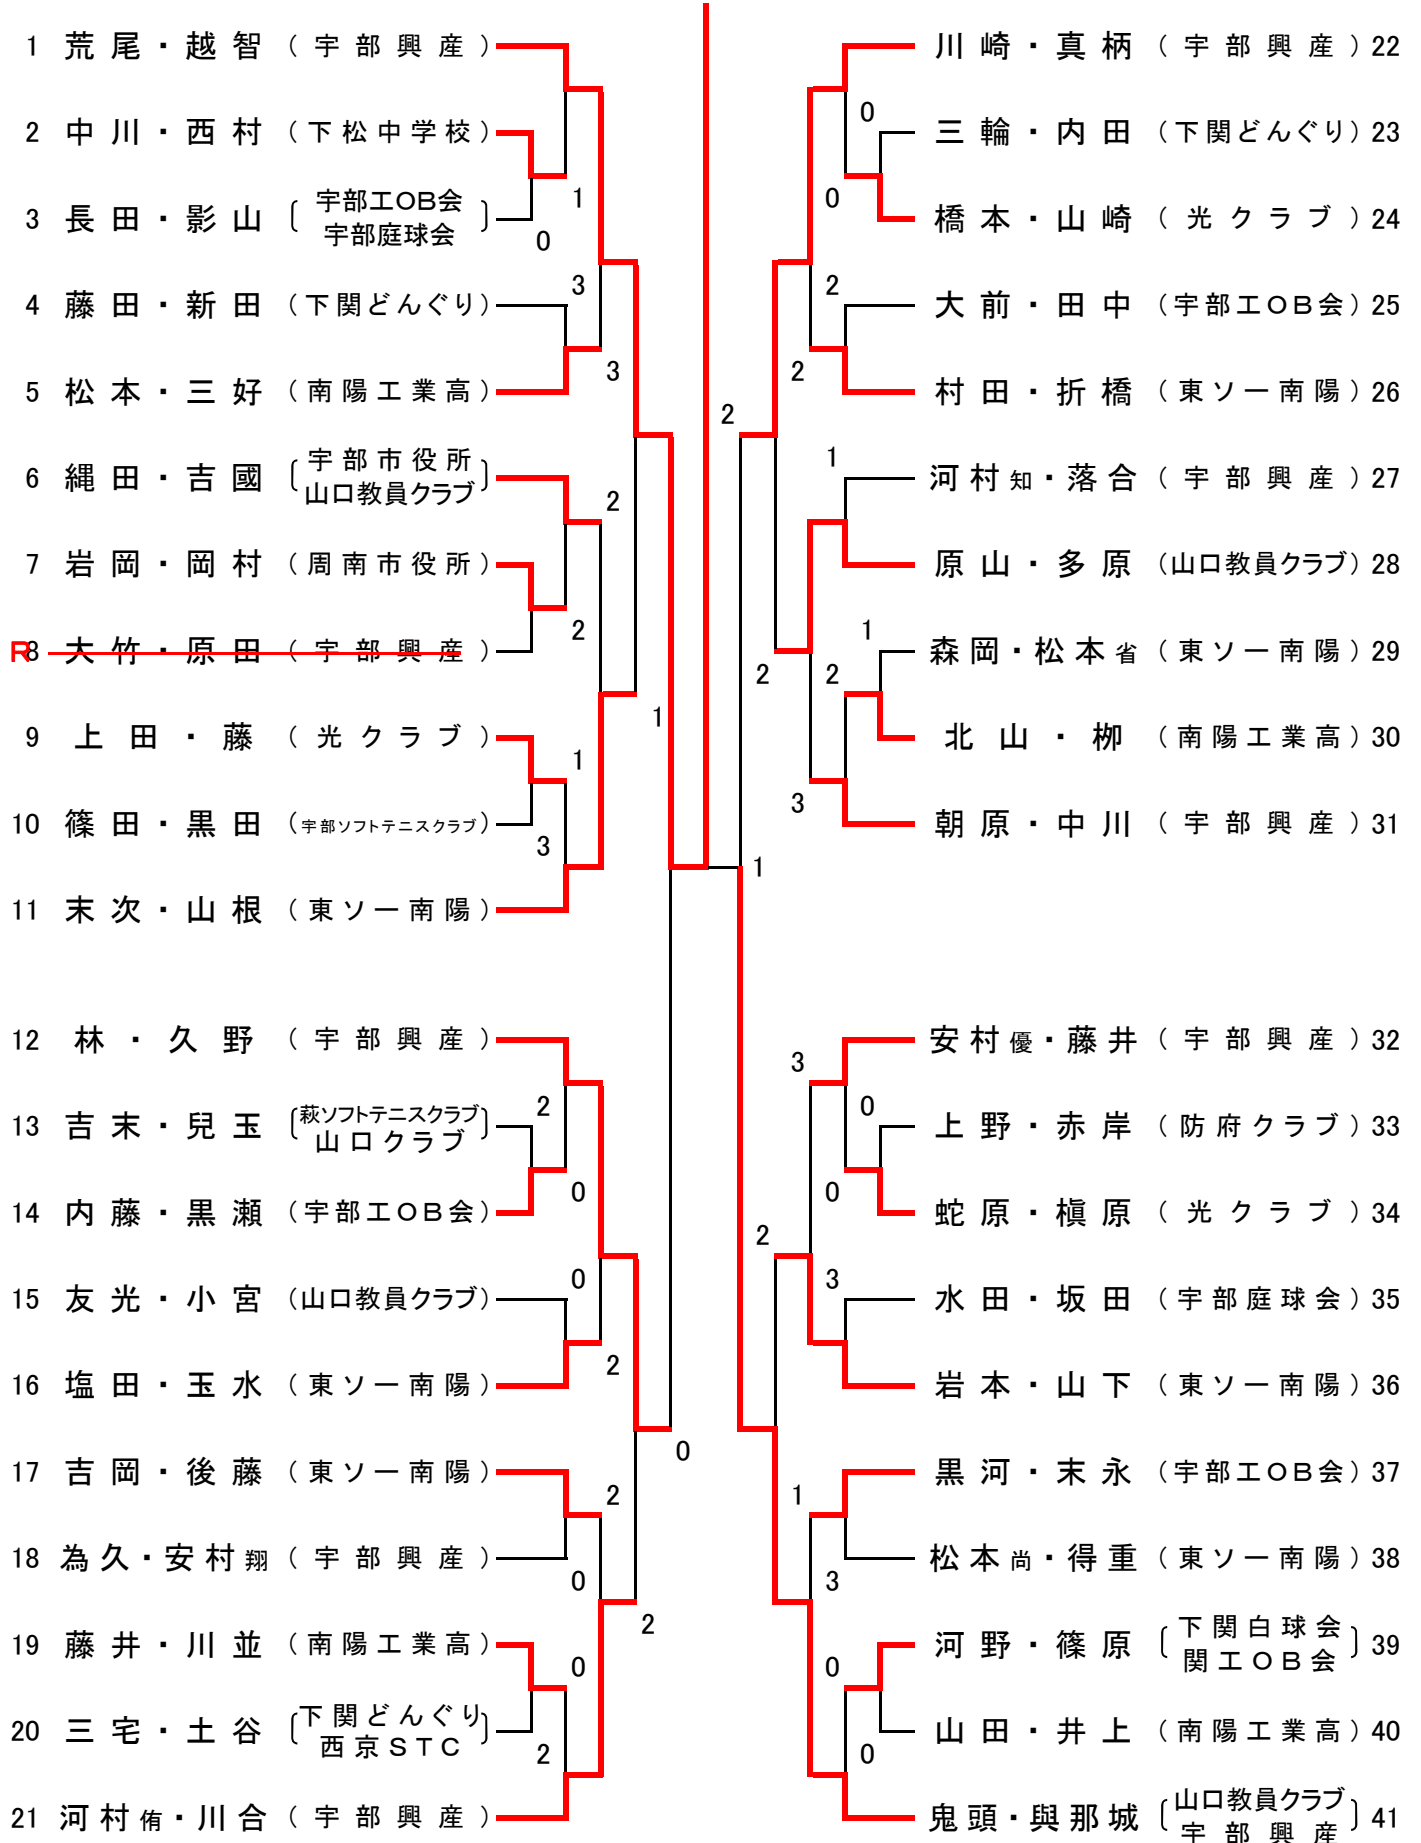 1 荒尾・越智 (宇部興産)
2 中川・西村 (下松中学校)
1
3 長田・影山 〔宇部工OB会
宇部庭球会〕
0
3
4 藤田・新田 (下関どんぐり)
3
5 松本・三好 (南陽工業高)
6 縄田・吉國 〔宇部市役所
山口教員クラブ〕
2
7 岩岡・岡村 (周南市役所)
2
R8 大竹・原田 (宇部興産)
1
9 上田・藤 (光クラブ)
1
10 篠田・黒田 (宇部ソフトテニスクラブ)
3
11 末次・山根 (東ソー南陽)
12 林・久野 (宇部興産)
2
13 吉末・兒玉 〔萩ソフトテニスクラブ
山口クラブ〕
0
14 内藤・黒瀬 (宇部工OB会)
0
15 友光・小宮 (山口教員クラブ)
2
16 塩田・玉水 (東ソー南陽)
0
17 吉岡・後藤 (東ソー南陽)
2
18 為久・安村翔 (宇部興産)
0
2
19 藤井・川並 (南陽工業高)
0
20 三宅・土谷 〔下関どんぐり
西京STC〕
2
21 河村侑・川合 (宇部興産)
川崎・真柄 (宇部興産) 22
0
三輪・内田 (下関どんぐり) 23
0
橋本・山崎 (光クラブ) 24
2
大前・田中 (宇部工OB会) 25
2
村田・折橋 (東ソー南陽) 26
2
1
河村知・落合 (宇部興産) 27
原山・多原 (山口教員クラブ) 28
1
森岡・松本省 (東ソー南陽) 29
2
2
北山・栁 (南陽工業高) 30
3
朝原・中川 (宇部興産) 31
1
安村優・藤井 (宇部興産) 32
3
0
上野・赤岸 (防府クラブ) 33
0
蛇原・槇原 (光クラブ) 34
2
3
水田・坂田 (宇部庭球会) 35
岩本・山下 (東ソー南陽) 36
黒河・末永 (宇部工OB会) 37
1
松本尚・得重 (東ソー南陽) 38
3
河野・篠原 〔下関白球会
関工OB会〕 39
0
山田・井上 (南陽工業高) 40
0
鬼頭・與那城 〔山口教員クラブ
宇部興産〕 41